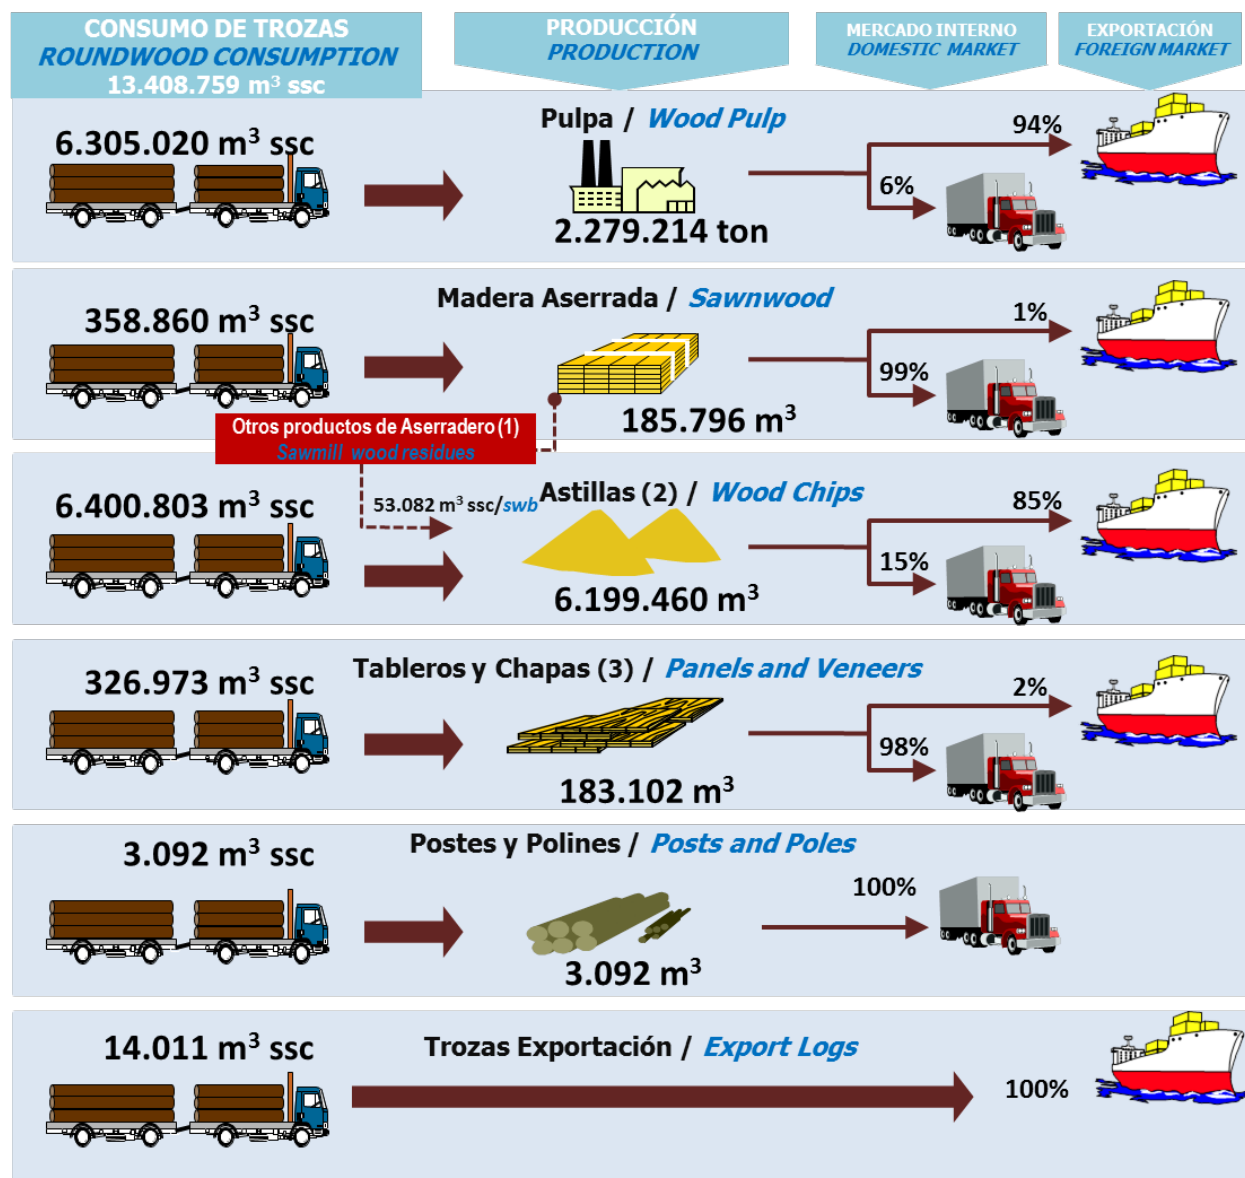 CONSUMO DE TROZAS
ROUNDWOOD CONSUMPTION
13.408.759 m³ ssc
PRODUCCIÓN
PRODUCTION
MERCADO INTERNO
DOMESTIC MARKET
EXPORTACIÓN
FOREIGN MARKET
6.305.020 m³ ssc
Pulpa / Wood Pulp
2.279.214 ton
94%
6%
358.860 m³ ssc
Madera Aserrada / Sawnwood
185.796 m³
1%
99%
Otros productos de Aserradero (1)
Sawmill wood residues
6.400.803 m³ ssc
53.082 m³ ssc/swb
Astillas (2) / Wood Chips
6.199.460 m³
85%
15%
326.973 m³ ssc
Tableros y Chapas (3) / Panels and Veneers
183.102 m³
2%
98%
3.092 m³ ssc
Postes y Polines / Posts and Poles
3.092 m³
100%
14.011 m³ ssc
Trozas Exportación / Export Logs
100%